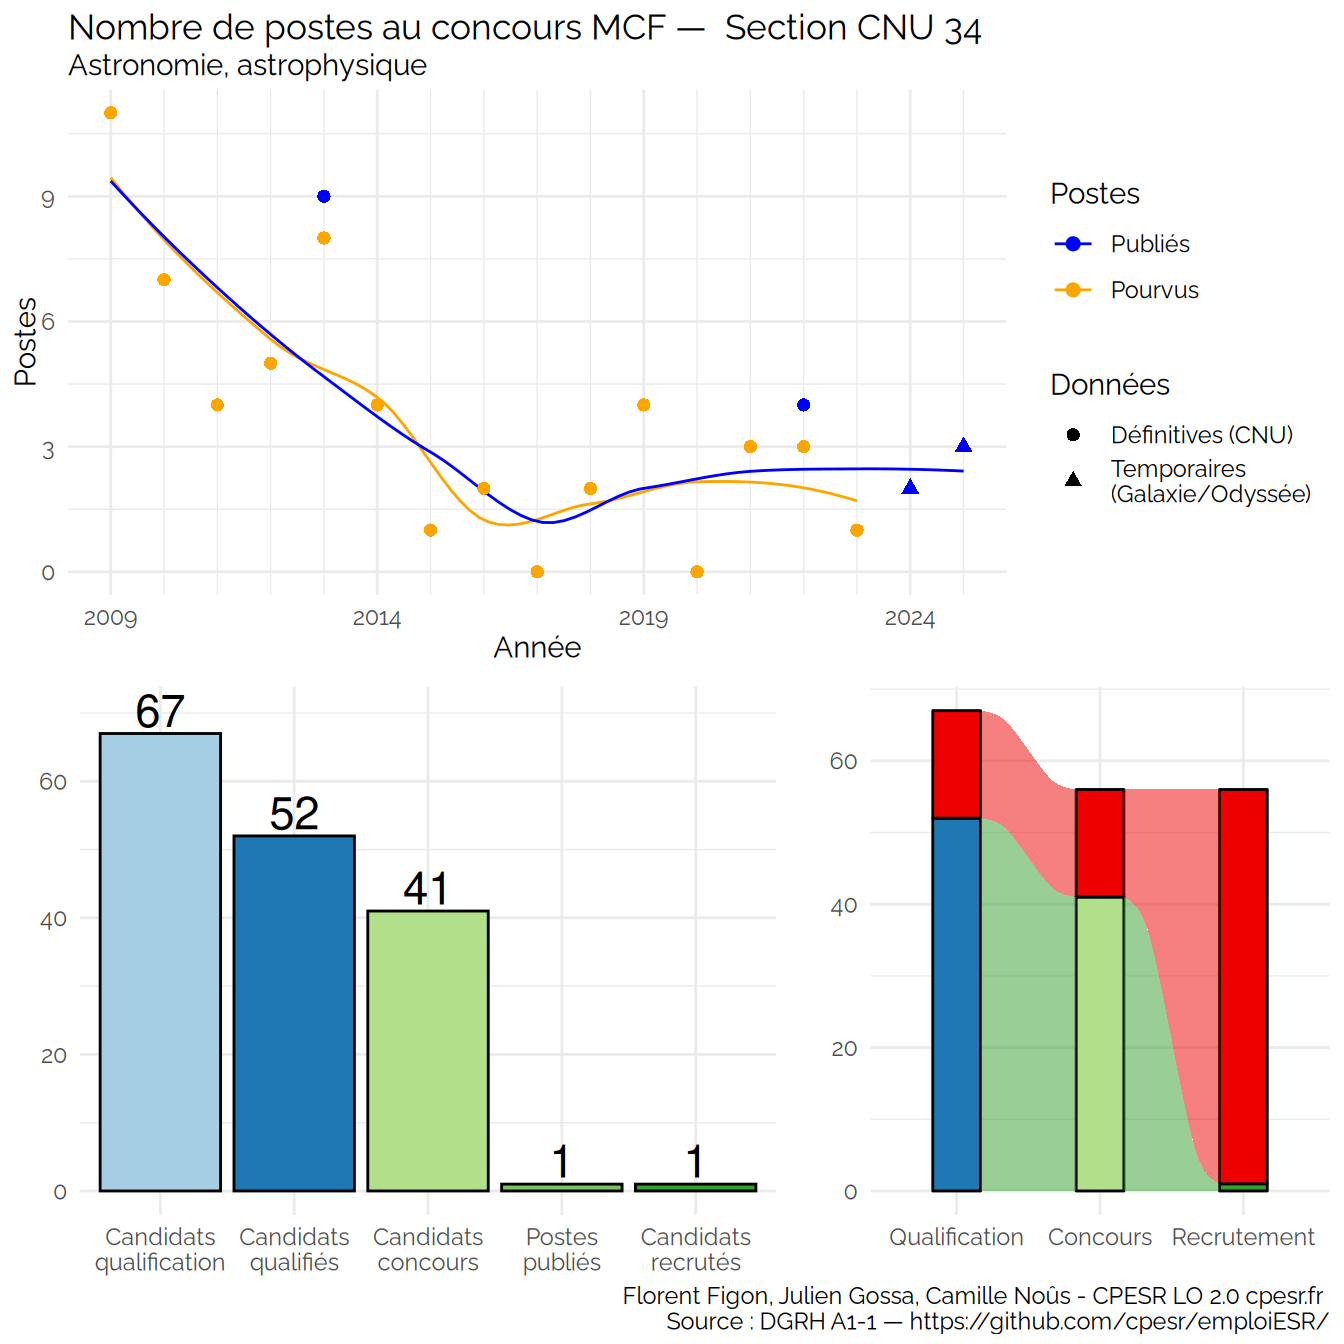 Nombre de postes au concours MCF —  Section CNU 34
Astronomie, astrophysique
Postes
9
6
3
0
2009
2014
2019
2024
Année
Postes
Publiés
Pourvus
Données
Définitives (CNU)
Temporaires
(Galaxie/Odyssée)
67
52
41
1
1
60
40
20
0
Candidats
qualification
Candidats
qualifiés
Candidats
concours
Postes
publiés
Candidats
recrutés
60
40
20
0
Qualification
Concours
Recrutement
Florent Figon, Julien Gossa, Camille Noûs - CPESR LO 2.0 cpesr.fr
Source : DGRH A1-1 — https://github.com/cpesr/emploiESR/